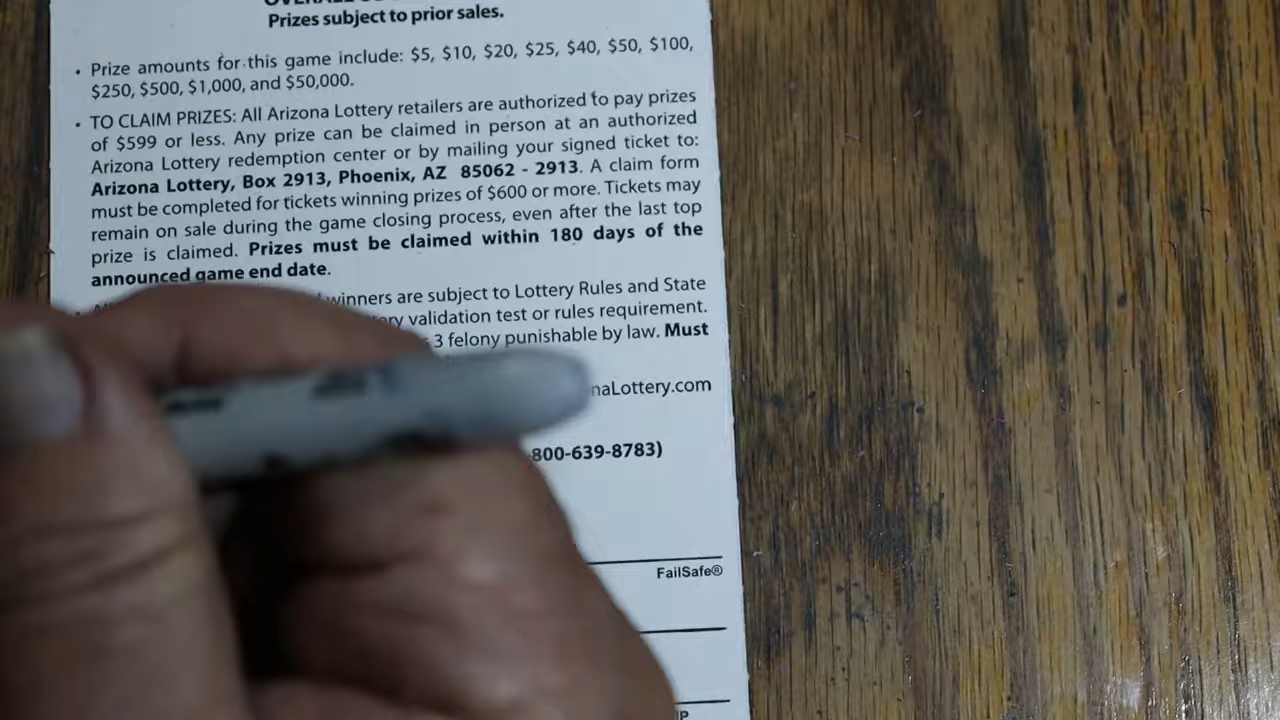 Prizes subject to prior sales.
• Prize amounts for this game include: $5, $10, $20, $25, $40, $50, $100,
$250, $500, $1,000, and $50,000.
• TO CLAIM PRIZES: All Arizona Lottery retailers are authorized to pay prizes
of $599 or less. Any prize can be claimed in person at an authorized
Arizona Lottery redemption center or by mailing your signed ticket to:
Arizona Lottery, Box 2913, Phoenix, AZ 85062 - 2913. A claim form
must be completed for tickets winning prizes of $600 or more. Tickets may
remain on sale during the game closing process, even after the last top
prize is claimed. Prizes must be claimed within 180 days of the
announced game end date.
winners are subject to Lottery Rules and State
validation test or rules requirement.
3 felony punishable by law. Must
naLottery.com
800-639-8783)
FailSafe®